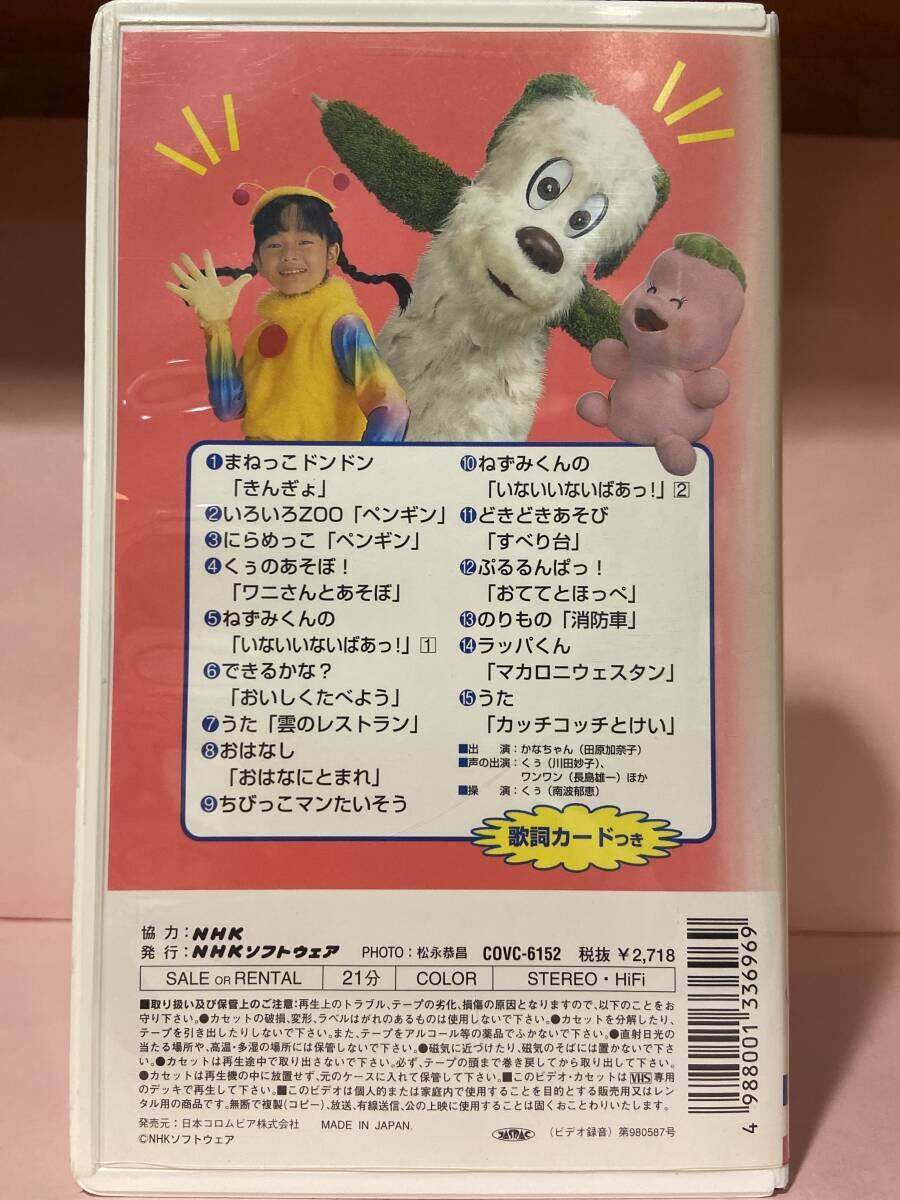 ❶まねっこドンドン
「きんぎょ」
❷いろいろZOO「ペンギン」
❸にらめっこ「ペンギン」
❹くぅのあそぼ！
「ワニさんとあそぼ」
❺ねずみくんの
「いないいないばあっ！」1
❻できるかな？
「おいしくたべよう」
❼うた「雲のレストラン」
❽おはなし
「おはなにとまれ」
❾ちびっこマンたいそう
❿ねずみくんの
「いないいないばあっ！」2
⓫どきどきあそび
「すべり台」
⓬ぷるるんぱっ！
「おててとほっぺ」
⓭のりもの「消防車」
⓮ラッパくん
「マカロニウェスタン」
⓯うた
「カッチコッチとけい」
■出　演：かなちゃん（田原加奈子）
■声の出演：くぅ（川田妙子）、
ワンワン（長島雄一）ほか
■操　演：くぅ（南波郁恵）
歌詞カードつき
協力：NHK
発行：NHKソフトウェア　PHOTO：松永恭昌　COVC-6152　税抜 ¥2,718
SALE OR RENTAL　21分　COLOR　STEREO・HiFi
■取り扱い及び保管上のご注意：再生上のトラブル、テープの劣化、損傷の原因となりますので、以下のことをお
守り下さい。●カセットの破損、変形、ラベルはがれのあるものは使用しないで下さい。●カセットを分解したり、
テープを引き出したりしないで下さい。また、テープをアルコール等の薬品でふかないで下さい。●直射日光の
当たる場所や、高温・多湿の場所には保管しないで下さい。●磁気に近づけたり、磁気のそばには置かないで下さ
い。●カセットは再生途中で取り出さないで下さい。必ず、テープの頭まで巻き戻してから取り出して下さい。
●カセットは再生機の中に放置せず、元のケースに入れて保管して下さい。■このビデオ・カセットはVHS専用
のデッキで再生して下さい。■このビデオは個人的または家庭内で使用することを目的とする販売用又はレン
タル用の商品です。無断で複製（コピー）、放送、有線送信、公の上映に使用することは固くおことわりいたします。
発売元：日本コロムビア株式会社　MADE IN JAPAN.　JASRAC　（ビデオ録音）第980587号
©NHKソフトウェア
4 988001 336969